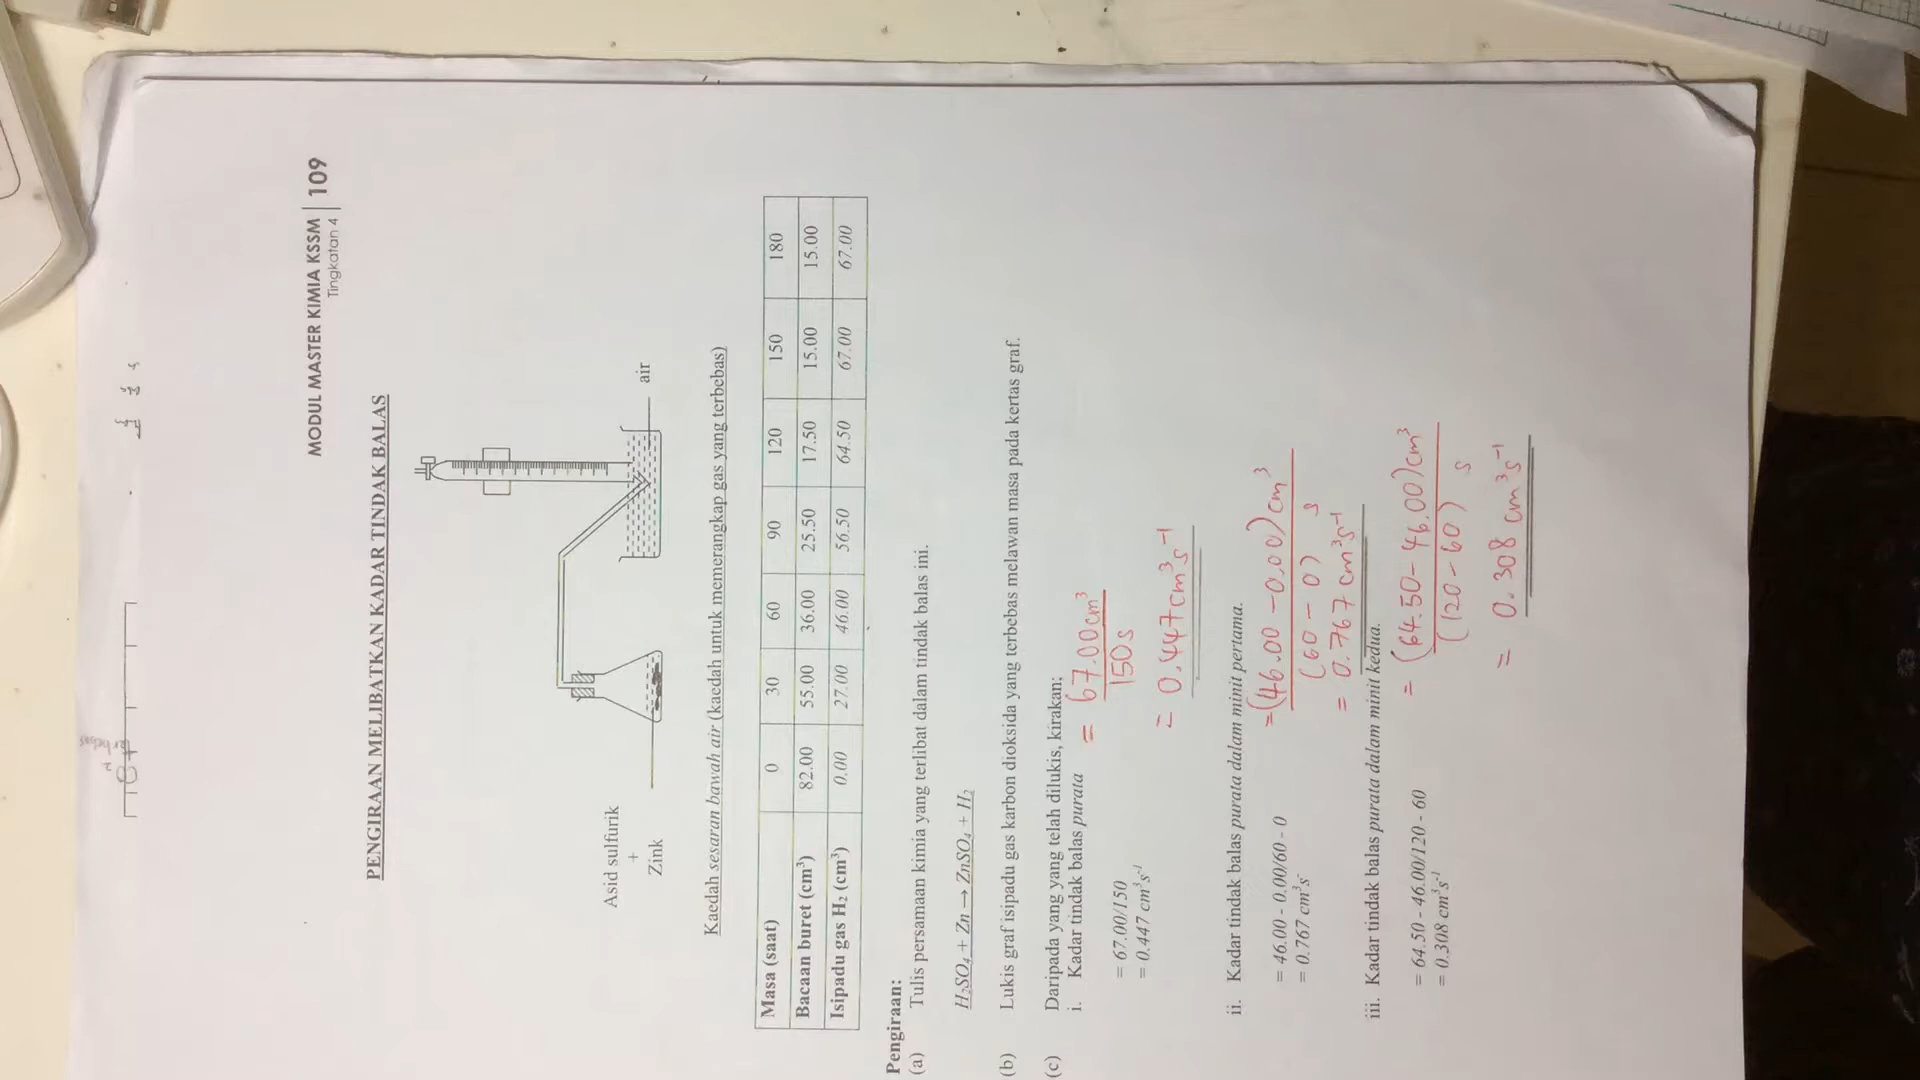 MODUL MASTER KIMIA KSSM | 109
Tingkatan 4
PENGIRAAN MELIBATKAN KADAR TINDAK BALAS
Asid sulfurik
+
Zink
air
Kaedah sesaran bawah air (kaedah untuk memerangkap gas yang terbebas)
Masa (saat) 0 30 60 90 120 150 180
Bacaan buret (cm³) 82.00 55.00 36.00 25.50 17.50 15.00 15.00
Isipadu gas H₂ (cm³) 0.00 27.00 46.00 56.50 64.50 67.00 67.00
Pengiraan:
(a) Tulis persamaan kimia yang terlibat dalam tindak balas ini.
H₂SO₄ + Zn → ZnSO₄ + H₂
(b) Lukis graf isipadu gas karbon dioksida yang terbebas melawan masa pada kertas graf.
(c) Daripada yang yang telah dilukis, kirakan:
i. Kadar tindak balas purata
= 67.00 cm³
150 s
= 67.00/150
= 0.447 cm³s⁻¹
= 0.447 cm³s⁻¹
ii. Kadar tindak balas purata dalam minit pertama.
= (46.00 - 0.00) cm³
(60 - 0) s
= 46.00 - 0.00/60 - 0
= 0.767 cm³s⁻
= 0.767 cm³s⁻¹
iii. Kadar tindak balas purata dalam minit kedua.
= (64.50 - 46.00) cm³
(120 - 60) s
= 64.50 - 46.00/120 - 60
= 0.308 cm³s⁻¹
= 0.308 cm³s⁻¹